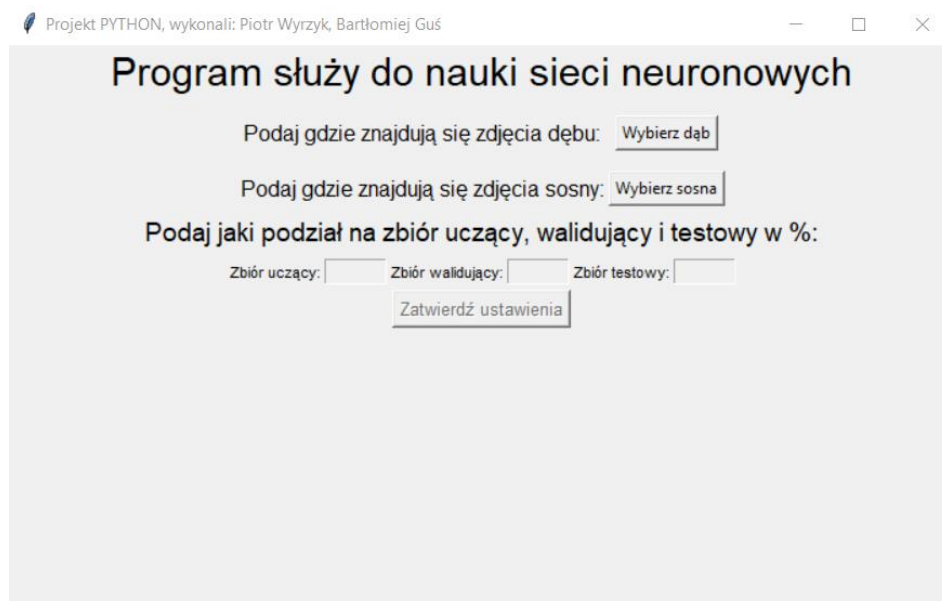 Projekt PYTHON, wykonali: Piotr Wyrzyk, Bartłomiej Guś
Program służy do nauki sieci neuronowych
Podaj gdzie znajdują się zdjęcia dębu: Wybierz dąb
Podaj gdzie znajdują się zdjęcia sosny: Wybierz sosna
Podaj jaki podział na zbiór uczący, walidujący i testowy w %:
Zbiór uczący: Zbiór walidujący: Zbiór testowy:
Zatwierdź ustawienia